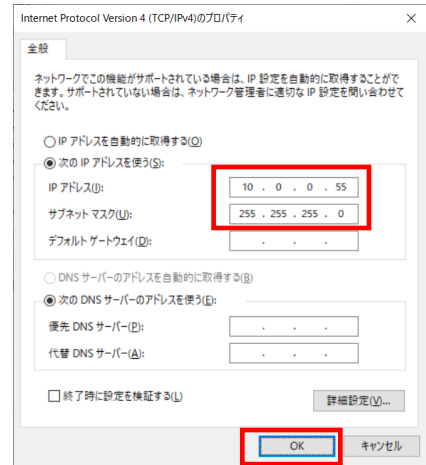 Internet Protocol Version 4 (TCP/IPv4)のプロパティ
全般
ネットワークでこの機能がサポートされている場合は、IP 設定を自動的に取得することがで
きます。サポートされていない場合は、ネットワーク管理者に適切な IP 設定を問い合わせて
ください。
IP アドレスを自動的に取得する(O)
次の IP アドレスを使う(S):
IP アドレス(I): 10 . 0 . 0 . 55
サブネット マスク(U): 255 . 255 . 255 . 0
デフォルト ゲートウェイ(D): . . .
DNS サーバーのアドレスを自動的に取得する(B)
次の DNS サーバーのアドレスを使う(E):
優先 DNS サーバー(P): . . .
代替 DNS サーバー(A): . . .
終了時に設定を検証する(L)
詳細設定(V)...
OK キャンセル